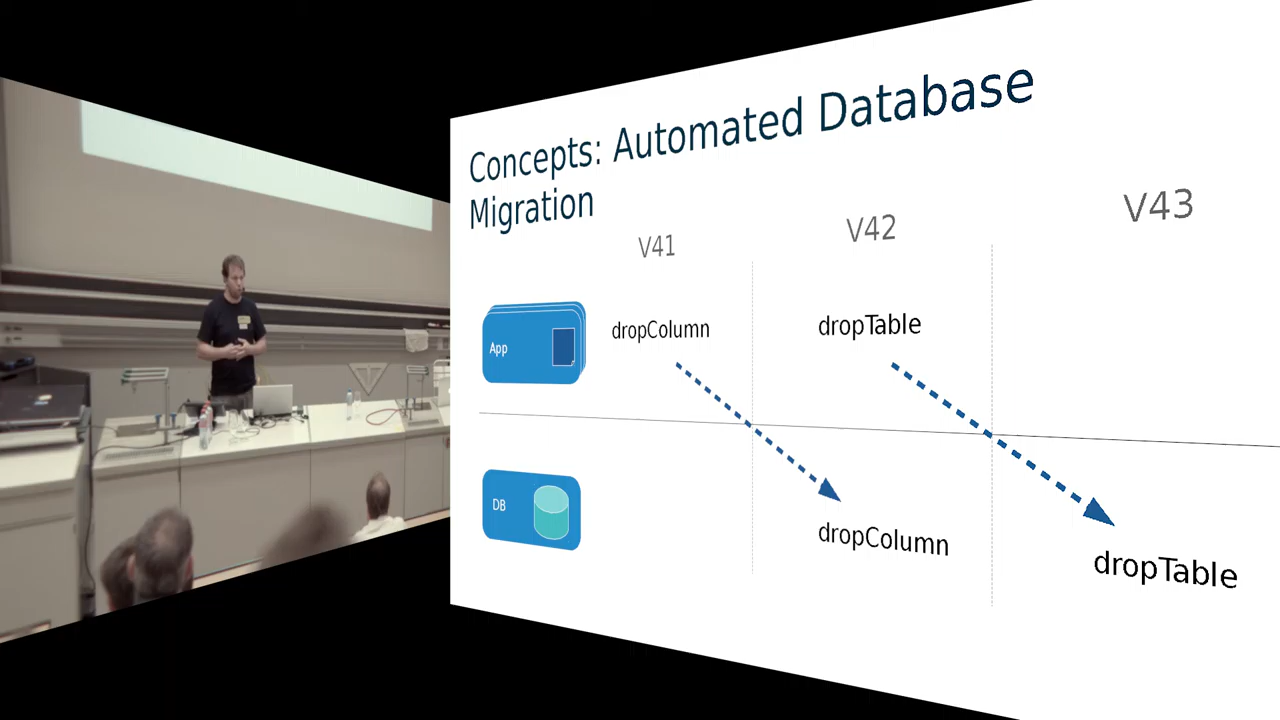 Concepts: Automated Database
Migration
V41
V42
V43
App
dropColumn
dropTable
DB
dropColumn
dropTable